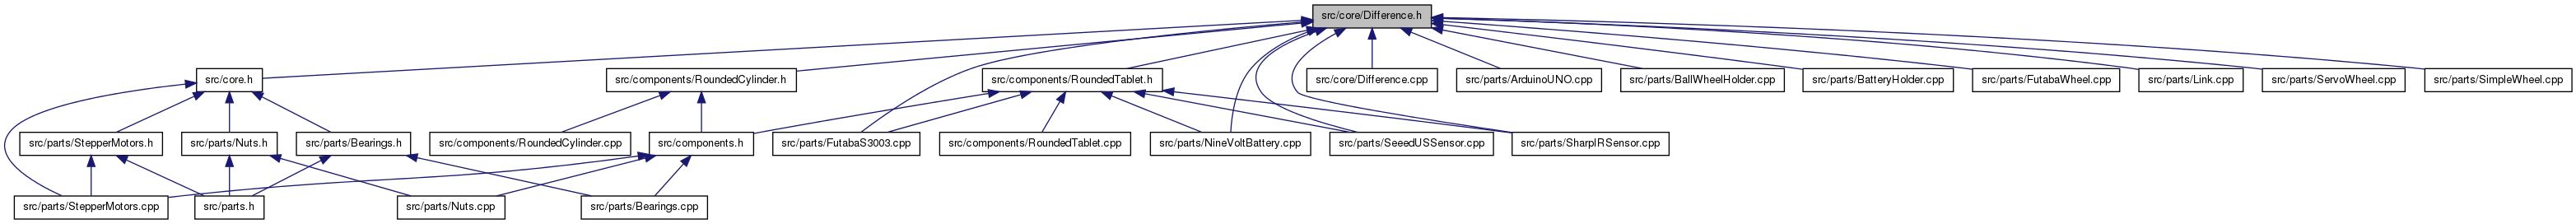 src/core/Difference.h
src/core.h
src/components/RoundedCylinder.h
src/components/RoundedTablet.h
src/core/Difference.cpp
src/parts/ArduinoUNO.cpp
src/parts/BallWheelHolder.cpp
src/parts/BatteryHolder.cpp
src/parts/FutabaWheel.cpp
src/parts/Link.cpp
src/parts/ServoWheel.cpp
src/parts/SimpleWheel.cpp
src/parts/StepperMotors.h
src/parts/Nuts.h
src/parts/Bearings.h
src/components/RoundedCylinder.cpp
src/components.h
src/parts/FutabaS3003.cpp
src/components/RoundedTablet.cpp
src/parts/NineVoltBattery.cpp
src/parts/SeeedUSSensor.cpp
src/parts/SharpIRSensor.cpp
src/parts/StepperMotors.cpp
src/parts.h
src/parts/Nuts.cpp
src/parts/Bearings.cpp